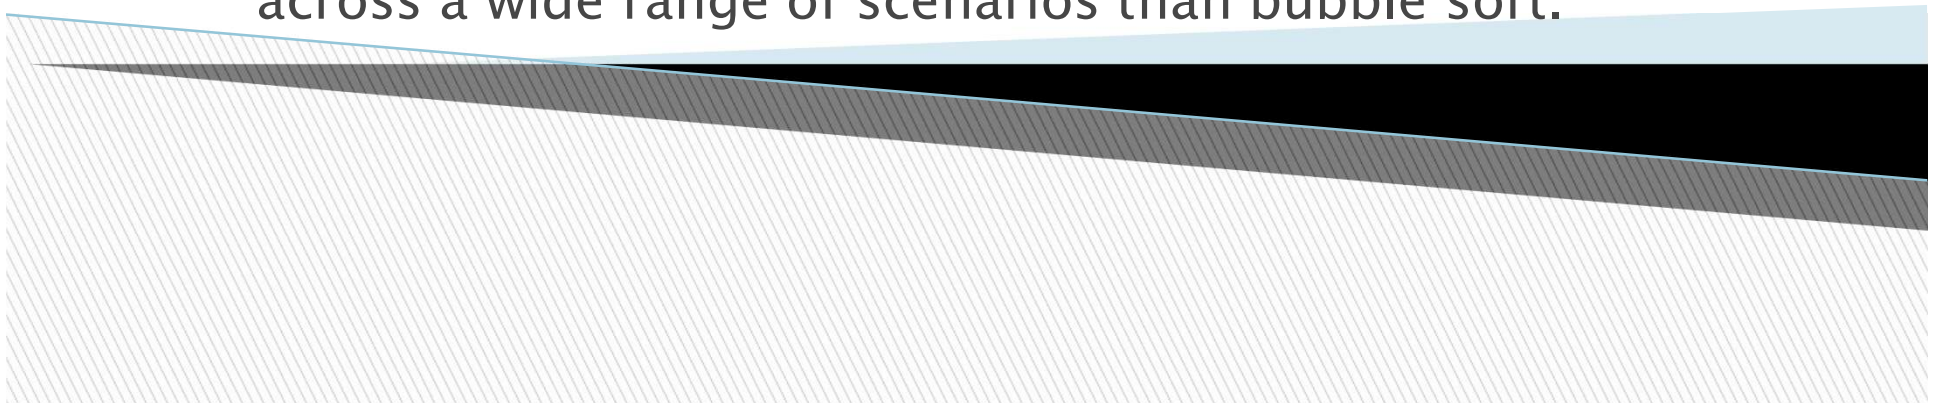 across a wide range of scenarios than bubble sort.